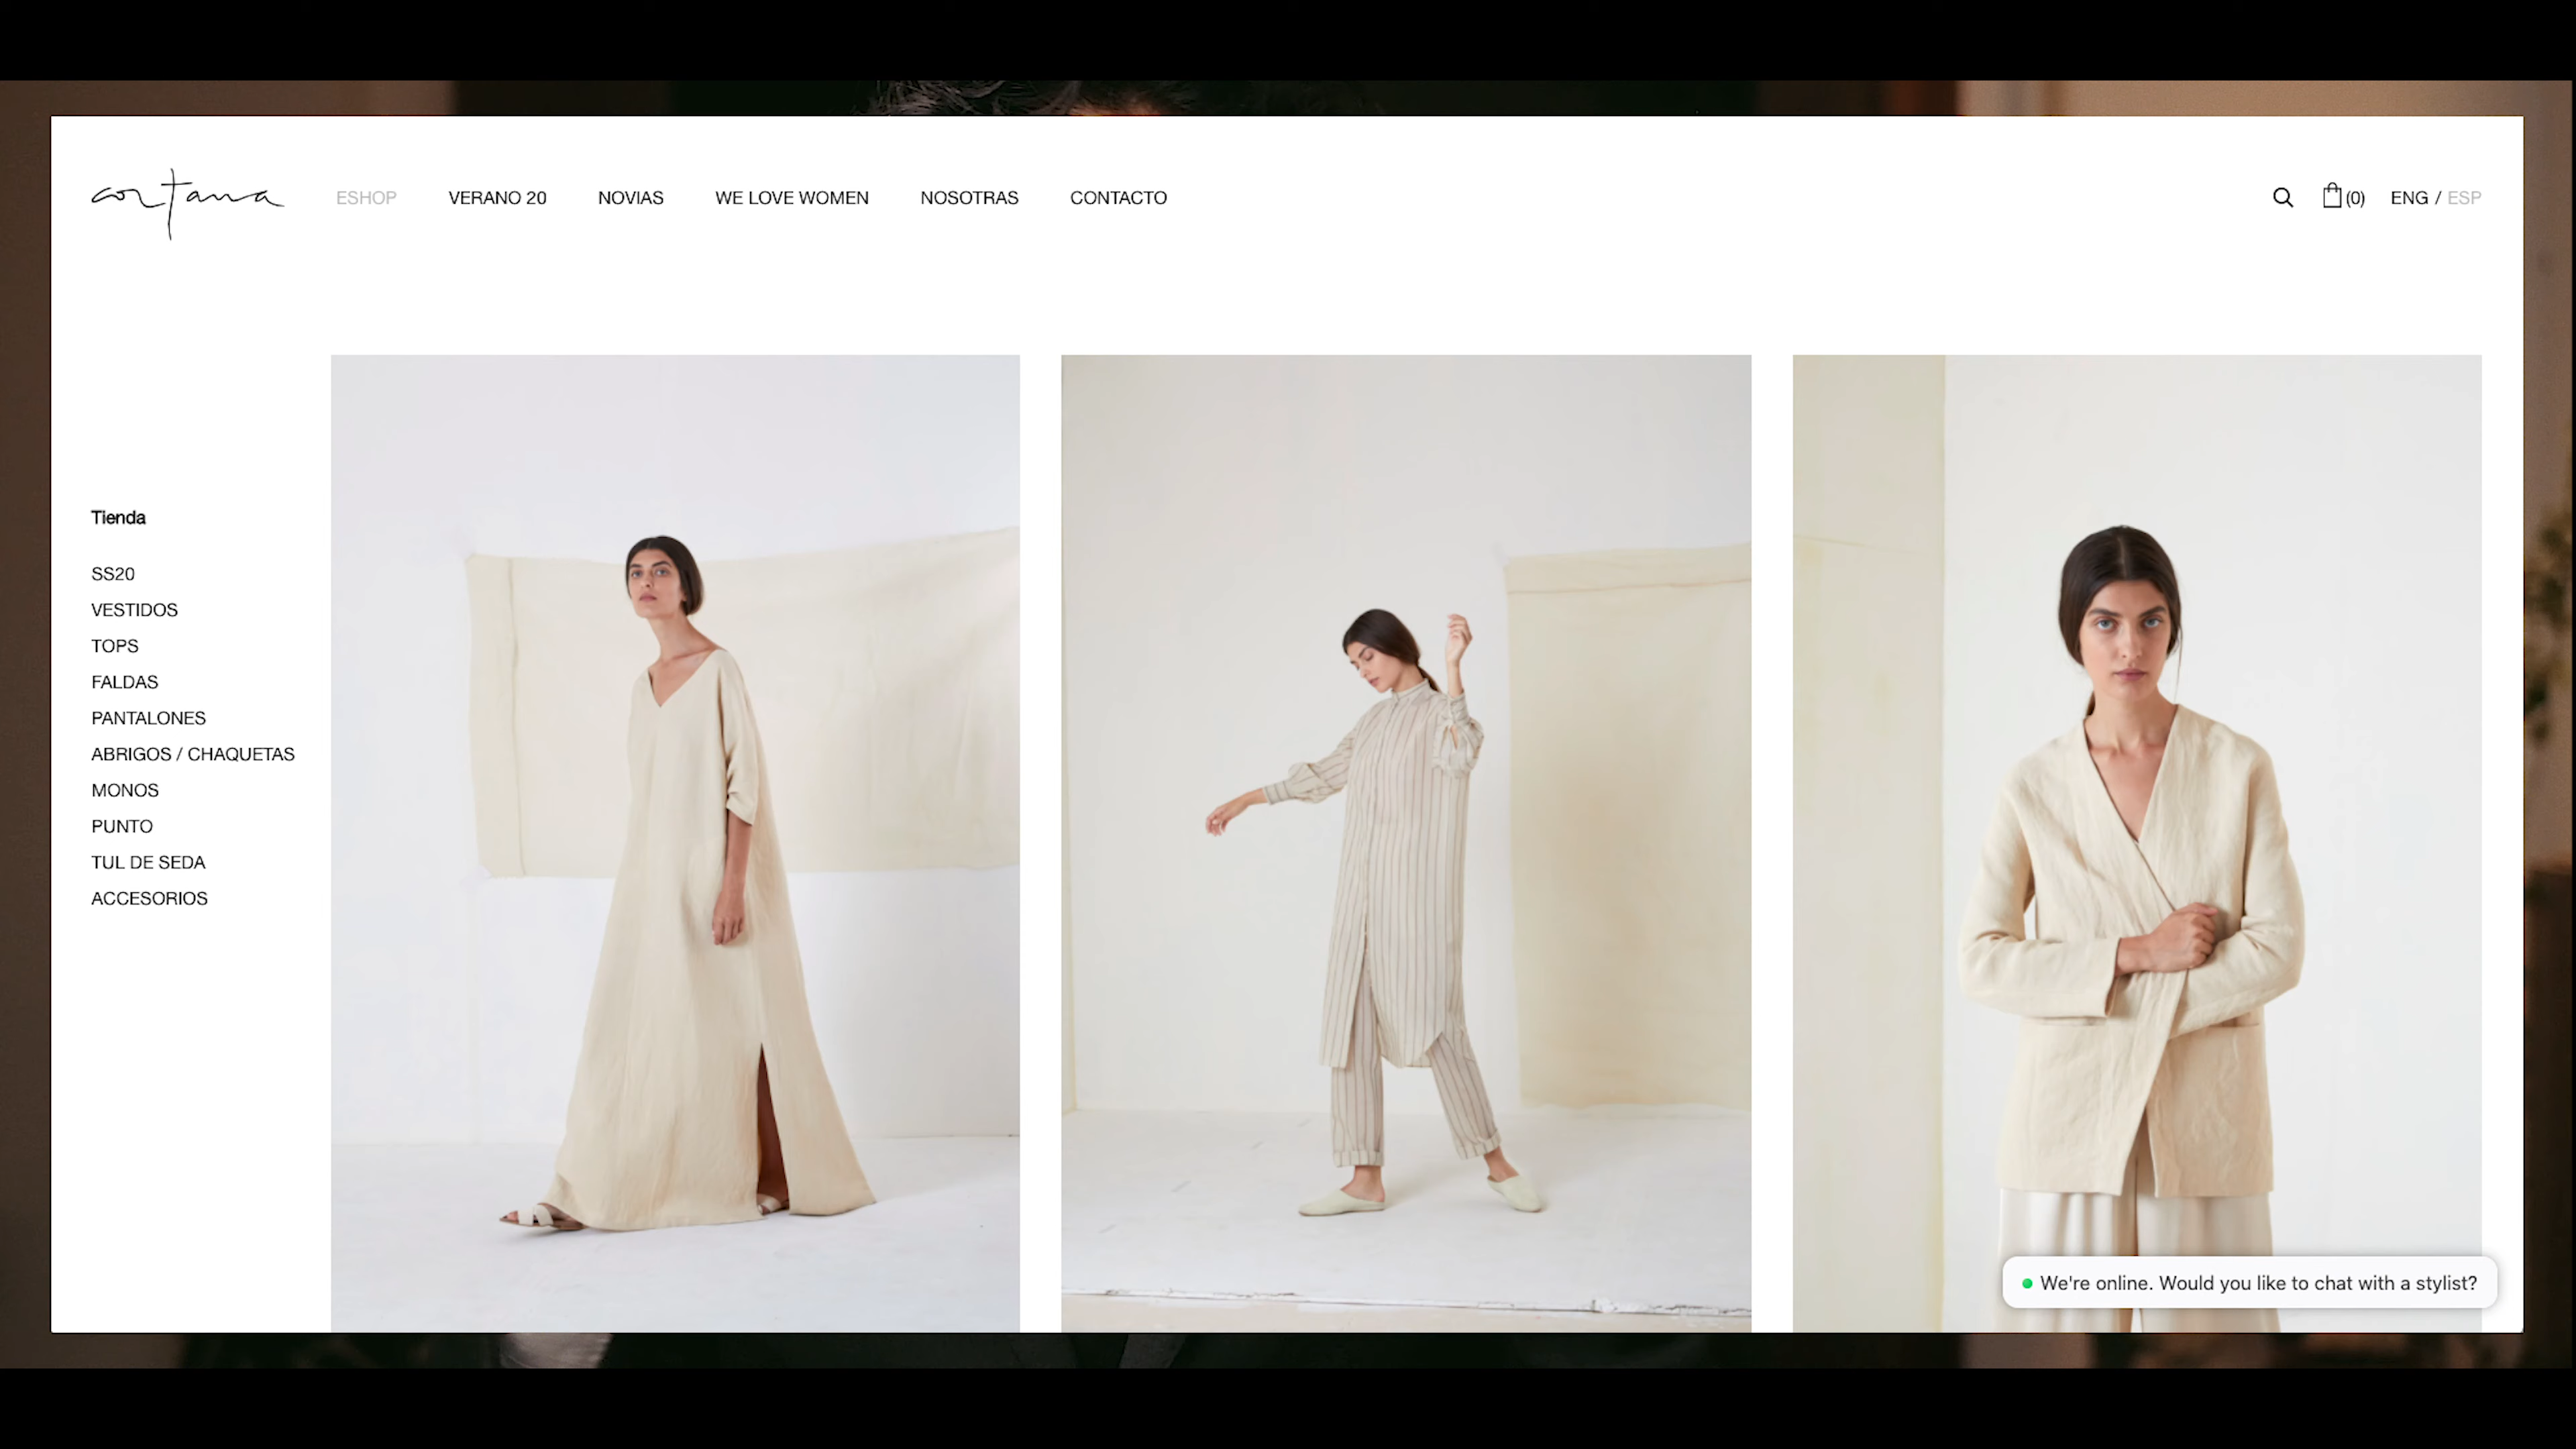 cortana
ESHOP
VERANO 20
NOVIAS
WE LOVE WOMEN
NOSOTRAS
CONTACTO
(0)
ENG / ESP
Tienda
SS20
VESTIDOS
TOPS
FALDAS
PANTALONES
ABRIGOS / CHAQUETAS
MONOS
PUNTO
TUL DE SEDA
ACCESORIOS
We're online. Would you like to chat with a stylist?